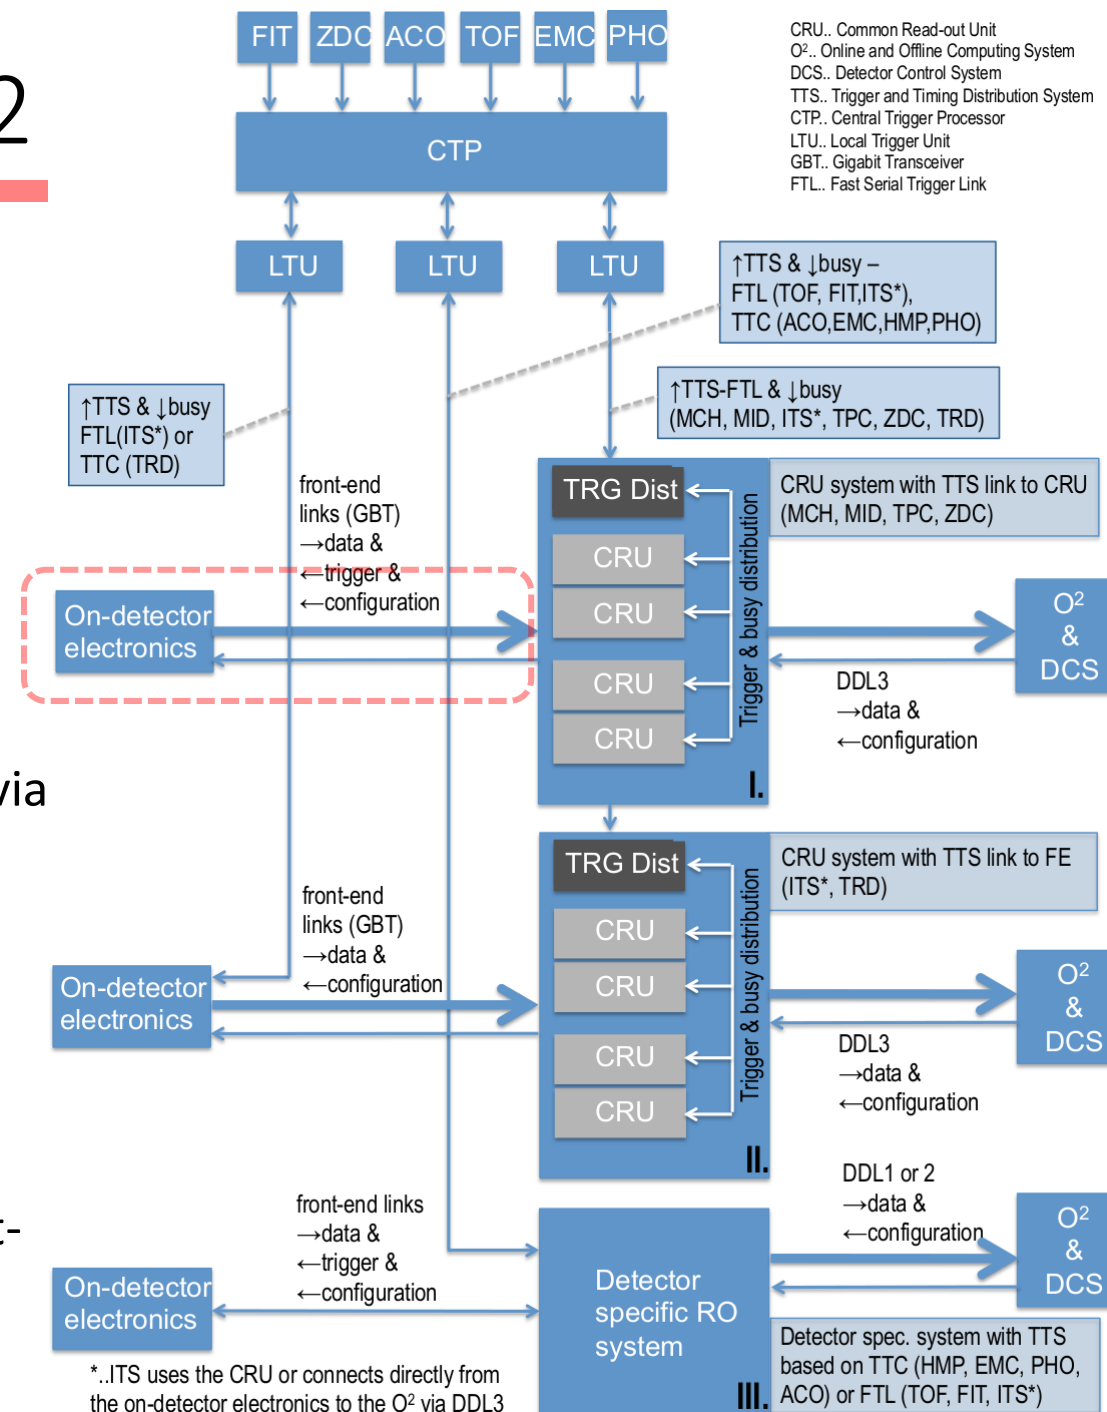 FIT ZDC ACO TOF EMC PHO
CRU.. Common Read-out Unit
O².. Online and Offline Computing System
DCS.. Detector Control System
TTS.. Trigger and Timing Distribution System
CTP.. Central Trigger Processor
LTU.. Local Trigger Unit
GBT.. Gigabit Transceiver
FTL.. Fast Serial Trigger Link
2
CTP
LTU LTU LTU
↑TTS & ↓busy –
FTL (TOF, FIT,ITS*),
TTC (ACO,EMC,HMP,PHO)
↑TTS-FTL & ↓busy
(MCH, MID, ITS*, TPC, ZDC, TRD)
↑TTS & ↓busy
FTL(ITS*) or
TTC (TRD)
front-end
links (GBT)
→data &
←trigger &
←configuration
On-detector
electronics
TRG Dist
CRU
CRU
CRU
CRU
Trigger & busy distribution
I.
CRU system with TTS link to CRU
(MCH, MID, TPC, ZDC)
O²
&
DCS
DDL3
→data &
←configuration
via
front-end
links (GBT)
→data &
←configuration
On-detector
electronics
TRG Dist
CRU
CRU
CRU
CRU
Trigger & busy distribution
II.
CRU system with TTS link to FE
(ITS*, TRD)
O²
&
DCS
DDL3
→data &
←configuration
t-
front-end links
→data &
←trigger &
←configuration
On-detector
electronics
Detector
specific RO
system
III.
DDL1 or 2
→data &
←configuration
O²
&
DCS
Detector spec. system with TTS
based on TTC (HMP, EMC, PHO,
ACO) or FTL (TOF, FIT, ITS*)
*..ITS uses the CRU or connects directly from
the on-detector electronics to the O² via DDL3